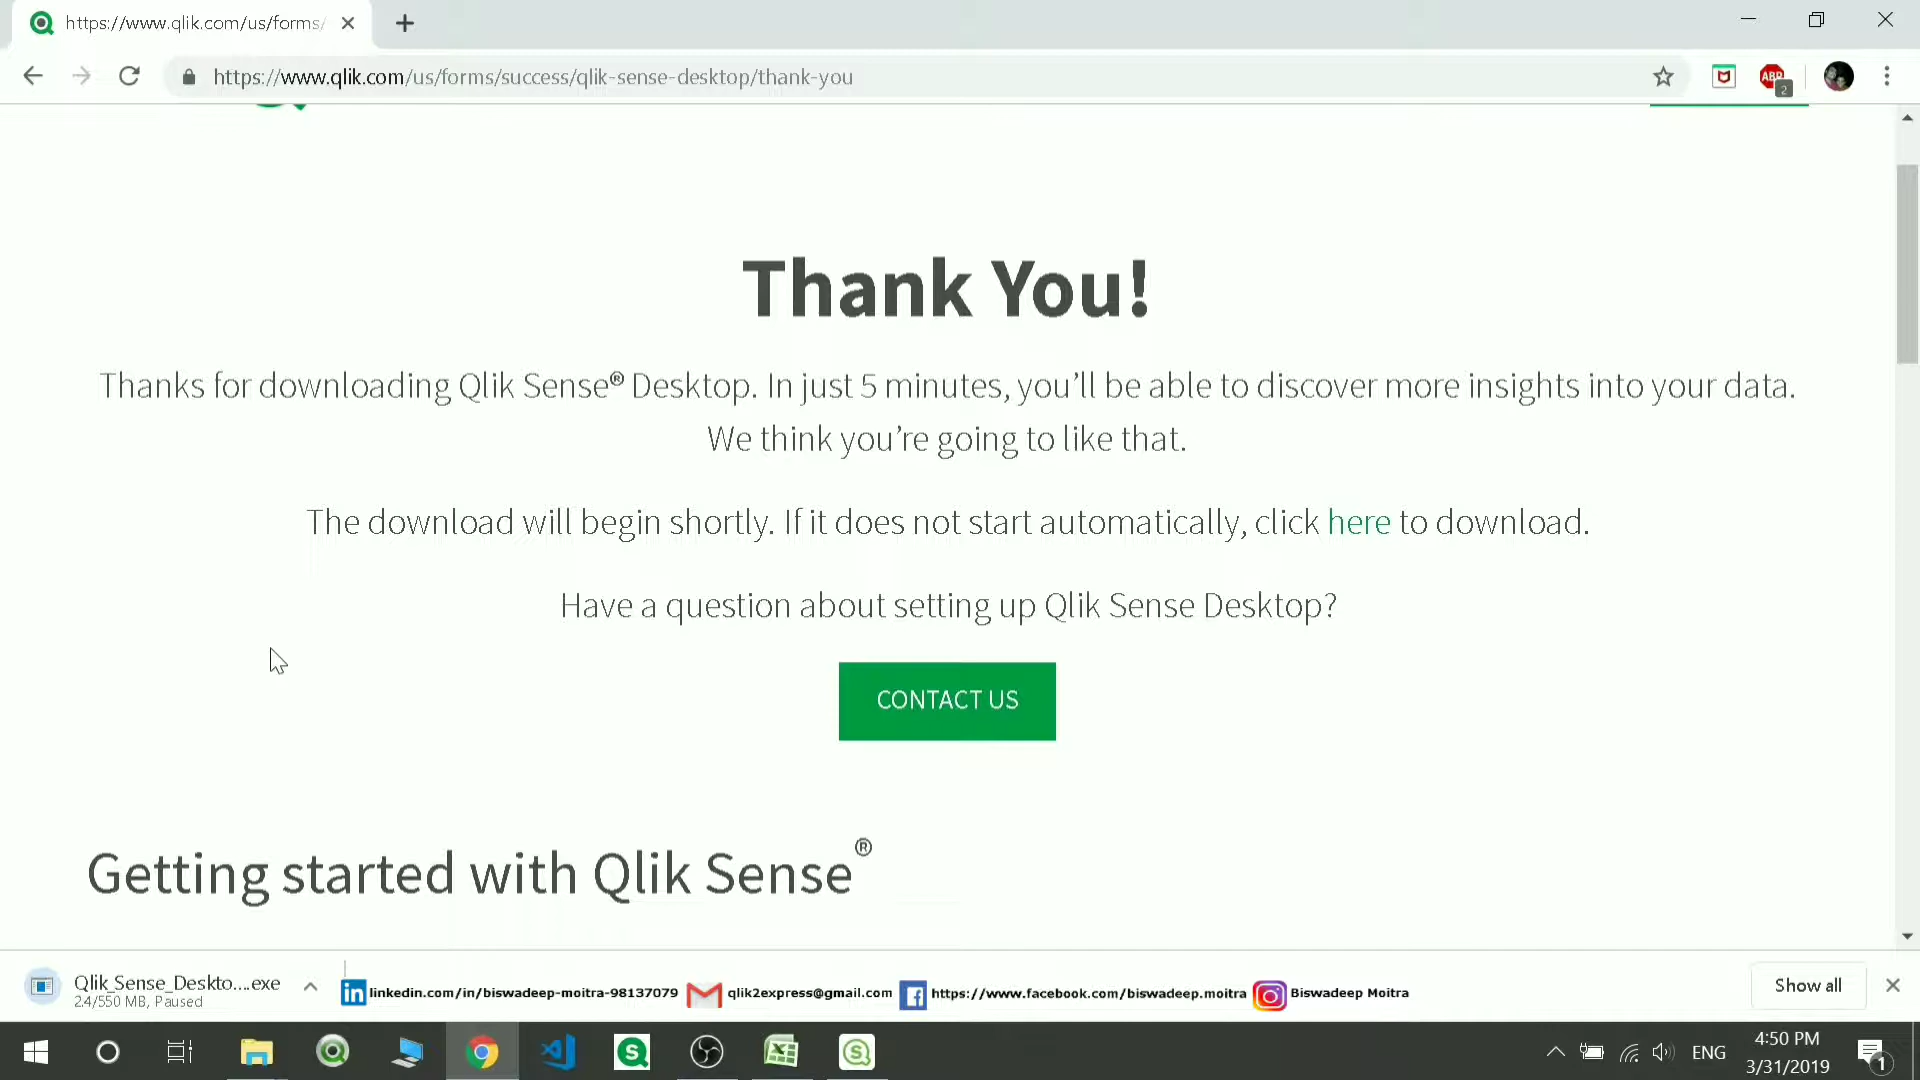 https://www.qlik.com/us/forms/
https://www.qlik.com/us/forms/success/qlik-sense-desktop/thank-you
ABP
2
Thank You!
Thanks for downloading Qlik Sense® Desktop. In just 5 minutes, you’ll be able to discover more insights into your data.
We think you’re going to like that.
The download will begin shortly. If it does not start automatically, click here to download.
Have a question about setting up Qlik Sense Desktop?
CONTACT US
Getting started with Qlik Sense®
Qlik_Sense_Deskto....exe
2.4/550 MB, Paused
in linkedin.com/in/biswadeep-moitra-98137079 qlik2express@gmail.com f https://www.facebook.com/biswadeep.moitra Biswadeep Moitra
Show all
S
S
ENG
4:50 PM
3/31/2019
1